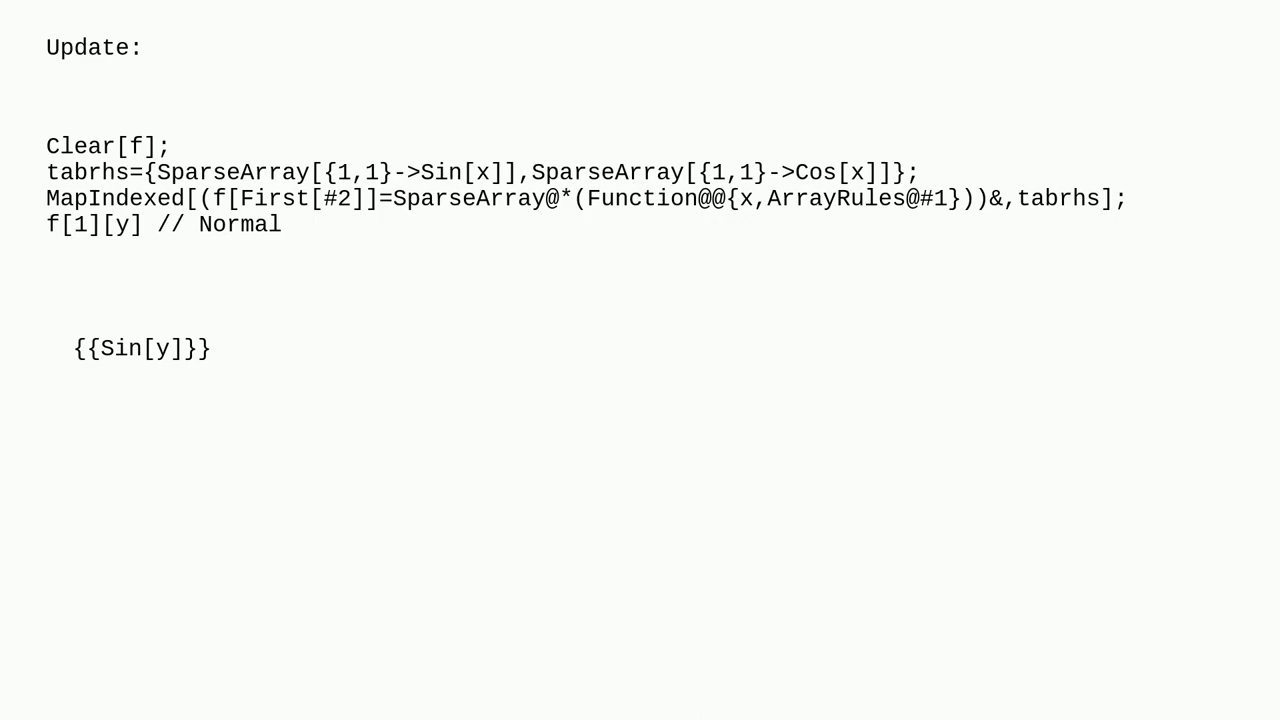 Update:
Clear[f];
tabrhs={SparseArray[{1,1}->Sin[x]],SparseArray[{1,1}->Cos[x]]};
MapIndexed[(f[First[#2]]=SparseArray@*(Function@@{x,ArrayRules@#1}))&,tabrhs];
f[1][y] // Normal
{{Sin[y]}}